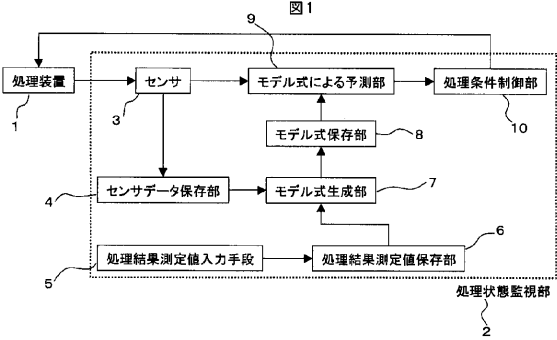 図1
9
処理装置
センサ
モデル式による予測部
処理条件制御部
1
3
10
モデル式保存部
8
センサデータ保存部
モデル式生成部
7
4
6
処理結果測定値入力手段
処理結果測定値保存部
5
処理状態監視部
2